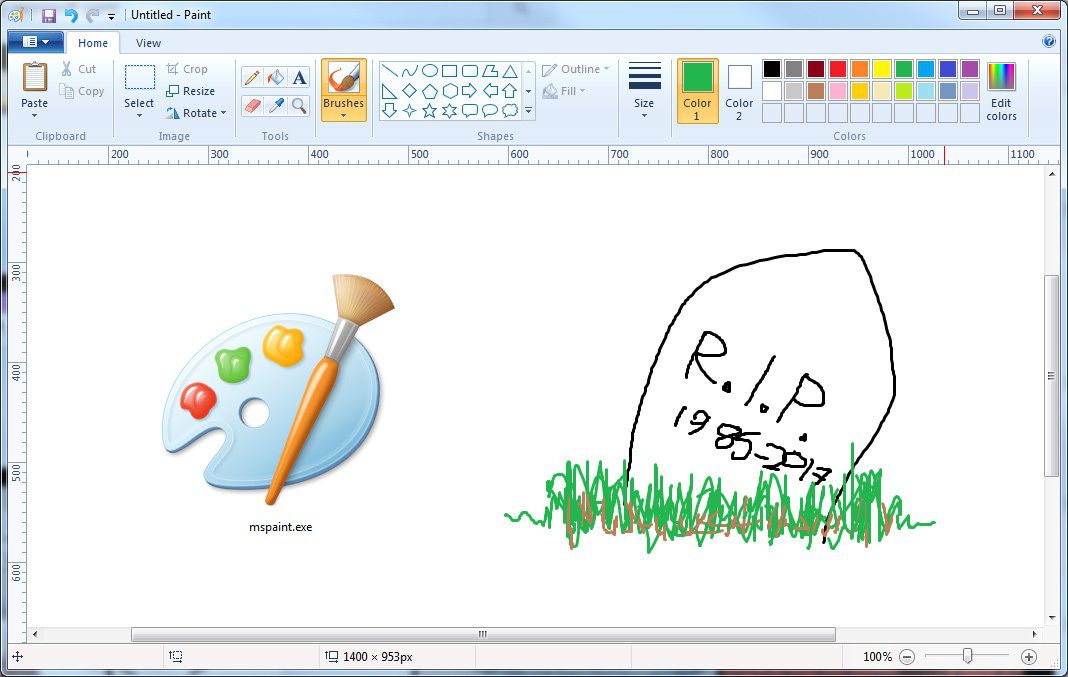 Untitled - Paint
Home View
Paste
Cut
Copy
Clipboard
Select
Crop
Resize
Rotate
Image
A
Tools
Brushes
Outline
Fill
Shapes
Size
Color
1
Color
2
Edit
colors
Colors
200 300 400 500 600 700 800 900 1000 1100
200
300
400
500
600
mspaint.exe
R.I.P.
1985-2017
1400 × 953px
100%